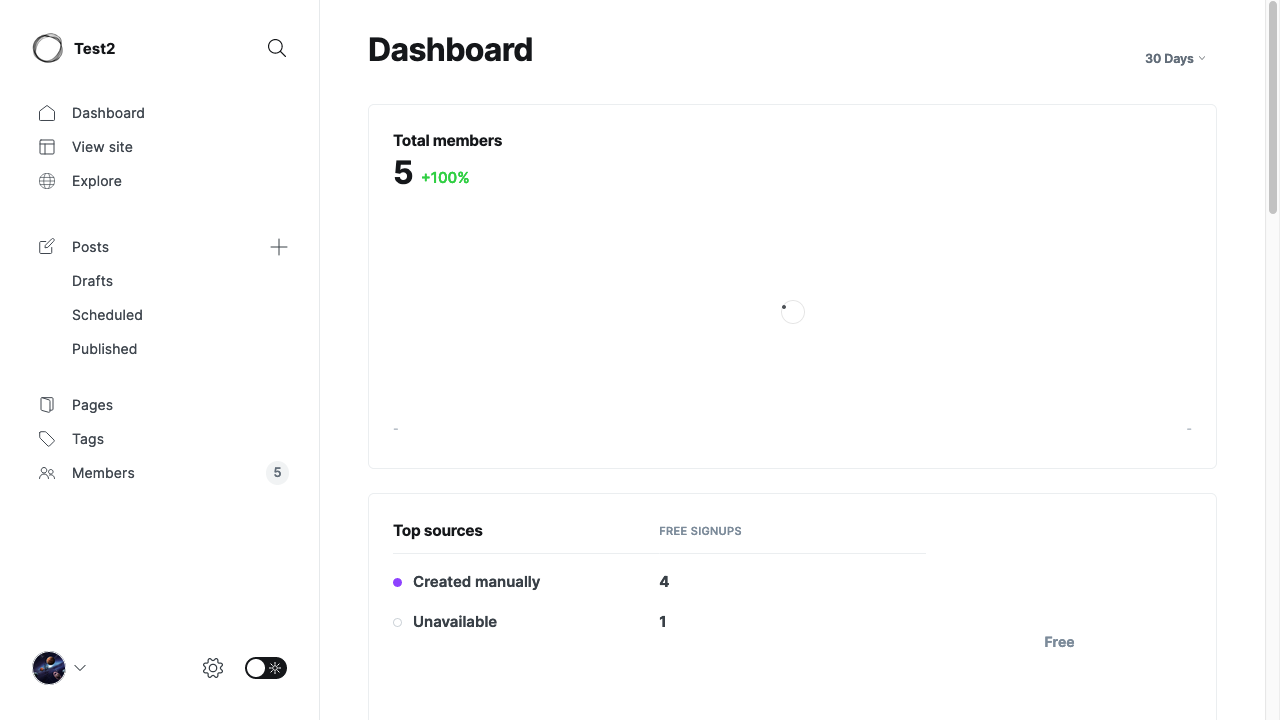 Test2
Dashboard
View site
Explore
Posts
Drafts
Scheduled
Published
Pages
Tags
Members 5
Dashboard
30 Days
Total members
5 +100%
- -
Top sources FREE SIGNUPS
Created manually 4
Unavailable 1
Free